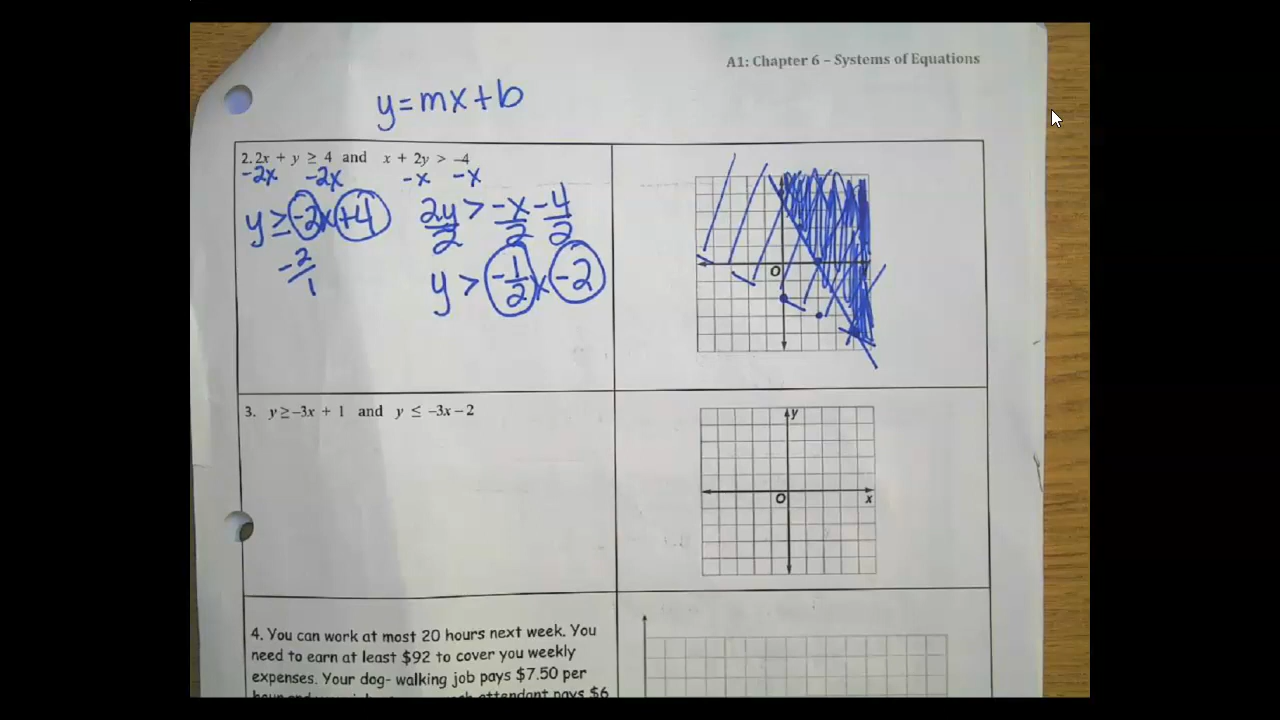 A1: Chapter 6 – Systems of Equations
y=mx+b
2. 2x + y ≥ 4 and x + 2y > –4
-2x -2x -x -x
y ≥ -2x +4
-2/1
2y/2 > -x/2 -4/2
y > -1/2 x -2
O
3. y ≥ –3x + 1 and y ≤ –3x – 2
y
O
x
4. You can work at most 20 hours next week. You
need to earn at least $92 to cover you weekly
expenses. Your dog- walking job pays $7.50 per
attendant pays $6